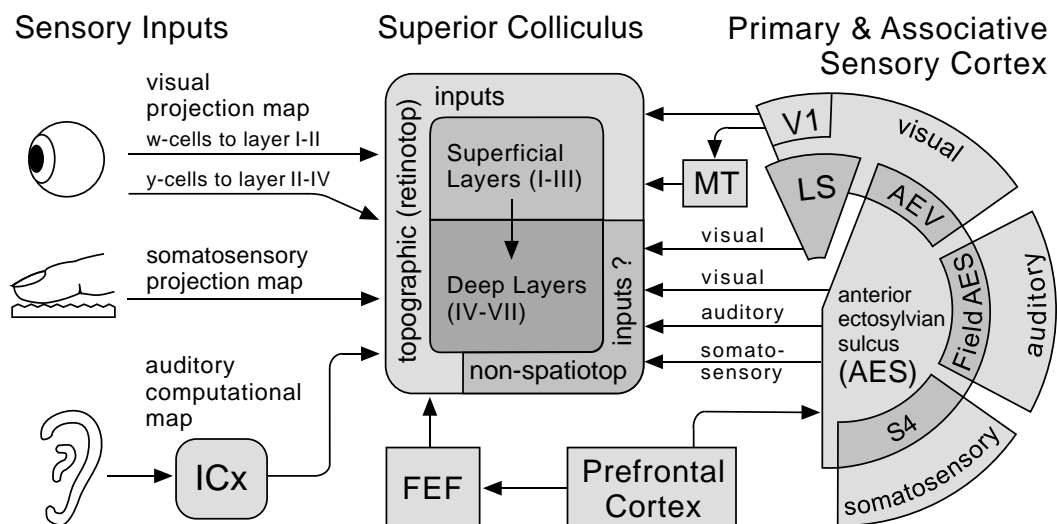 Sensory Inputs
Superior Colliculus
Primary & Associative
Sensory Cortex
visual
projection map
w-cells to layer I-II
y-cells to layer II-IV
somatosensory
projection map
auditory
computational
map
ICx
topographic (retinotop)
inputs
Superficial
Layers (I-III)
Deep Layers
(IV-VII)
inputs ?
non-spatiotop
FEF
Prefrontal
Cortex
V1
MT
LS
visual
AEV
visual
visual
auditory
somato-
sensory
anterior
ectosylvian
sulcus
(AES)
Field AES
auditory
S4
somatosensory